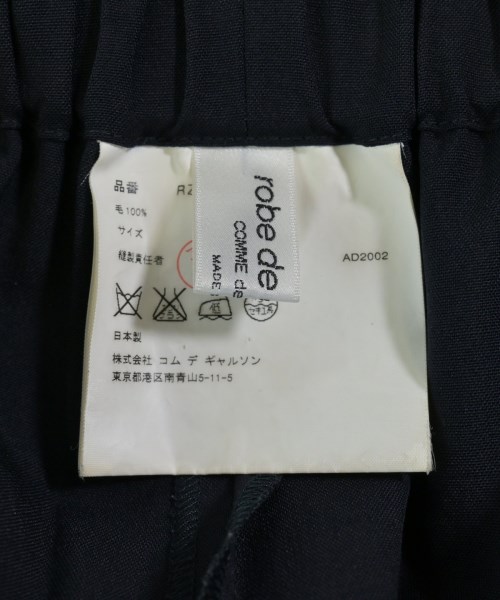 品番 RZ
毛100%
サイズ
縫製責任者
AD2002
日本製
株式会社 コム デ ギャルソン
東京都港区南青山5-11-5
robe de
COMME de
MADE